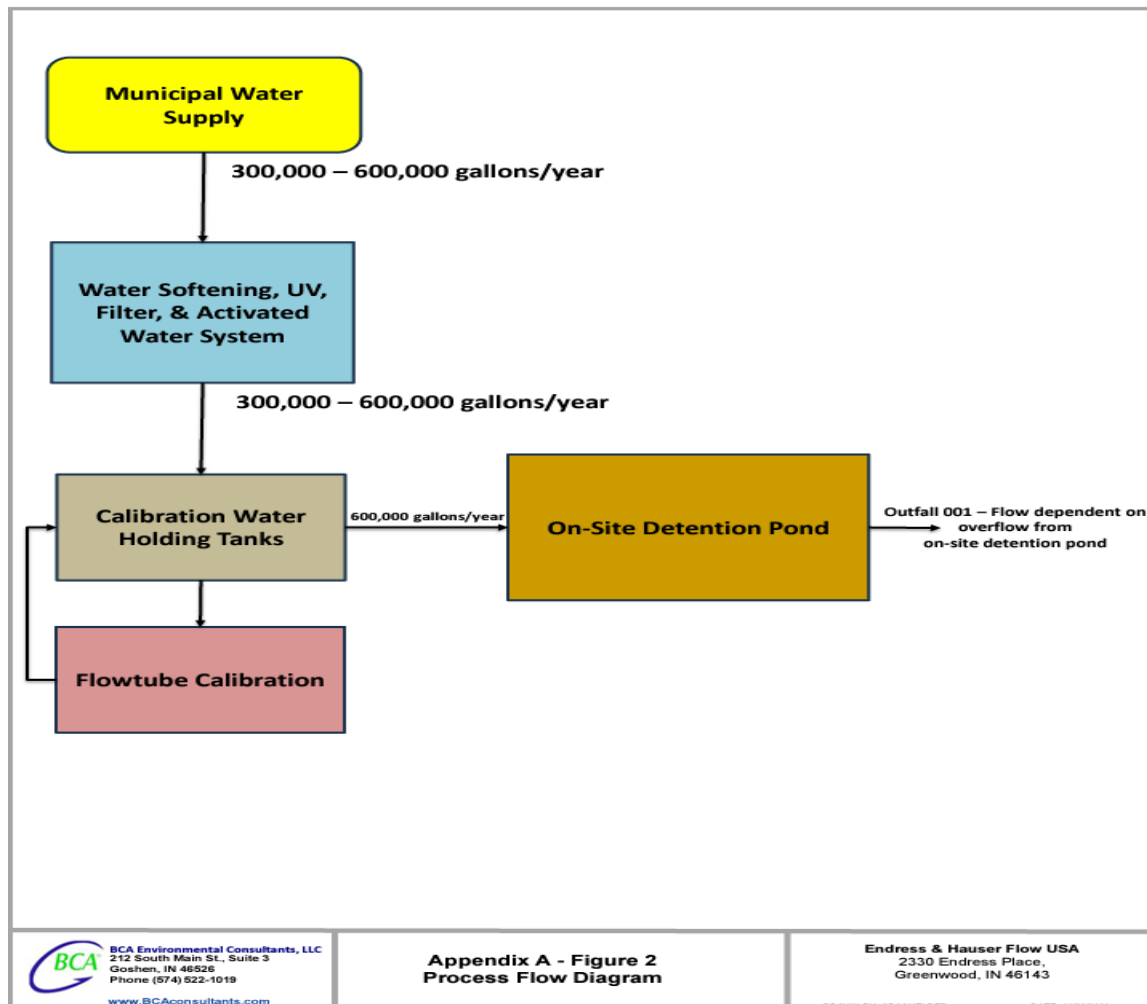 Municipal Water
Supply
300,000 – 600,000 gallons/year
Water Softening, UV,
Filter, & Activated
Water System
300,000 – 600,000 gallons/year
Calibration Water
Holding Tanks
600,000 gallons/year
On-Site Detention Pond
Outfall 001 – Flow dependent on
overflow from
on-site detention pond
Flowtube Calibration
BCA
BCA Environmental Consultants, LLC
212 South Main St., Suite 3
Goshen, IN 46526
Phone (574) 522-1019
www.BCAconsultants.com
Appendix A - Figure 2
Process Flow Diagram
Endress & Hauser Flow USA
2330 Endress Place,
Greenwood, IN 46143